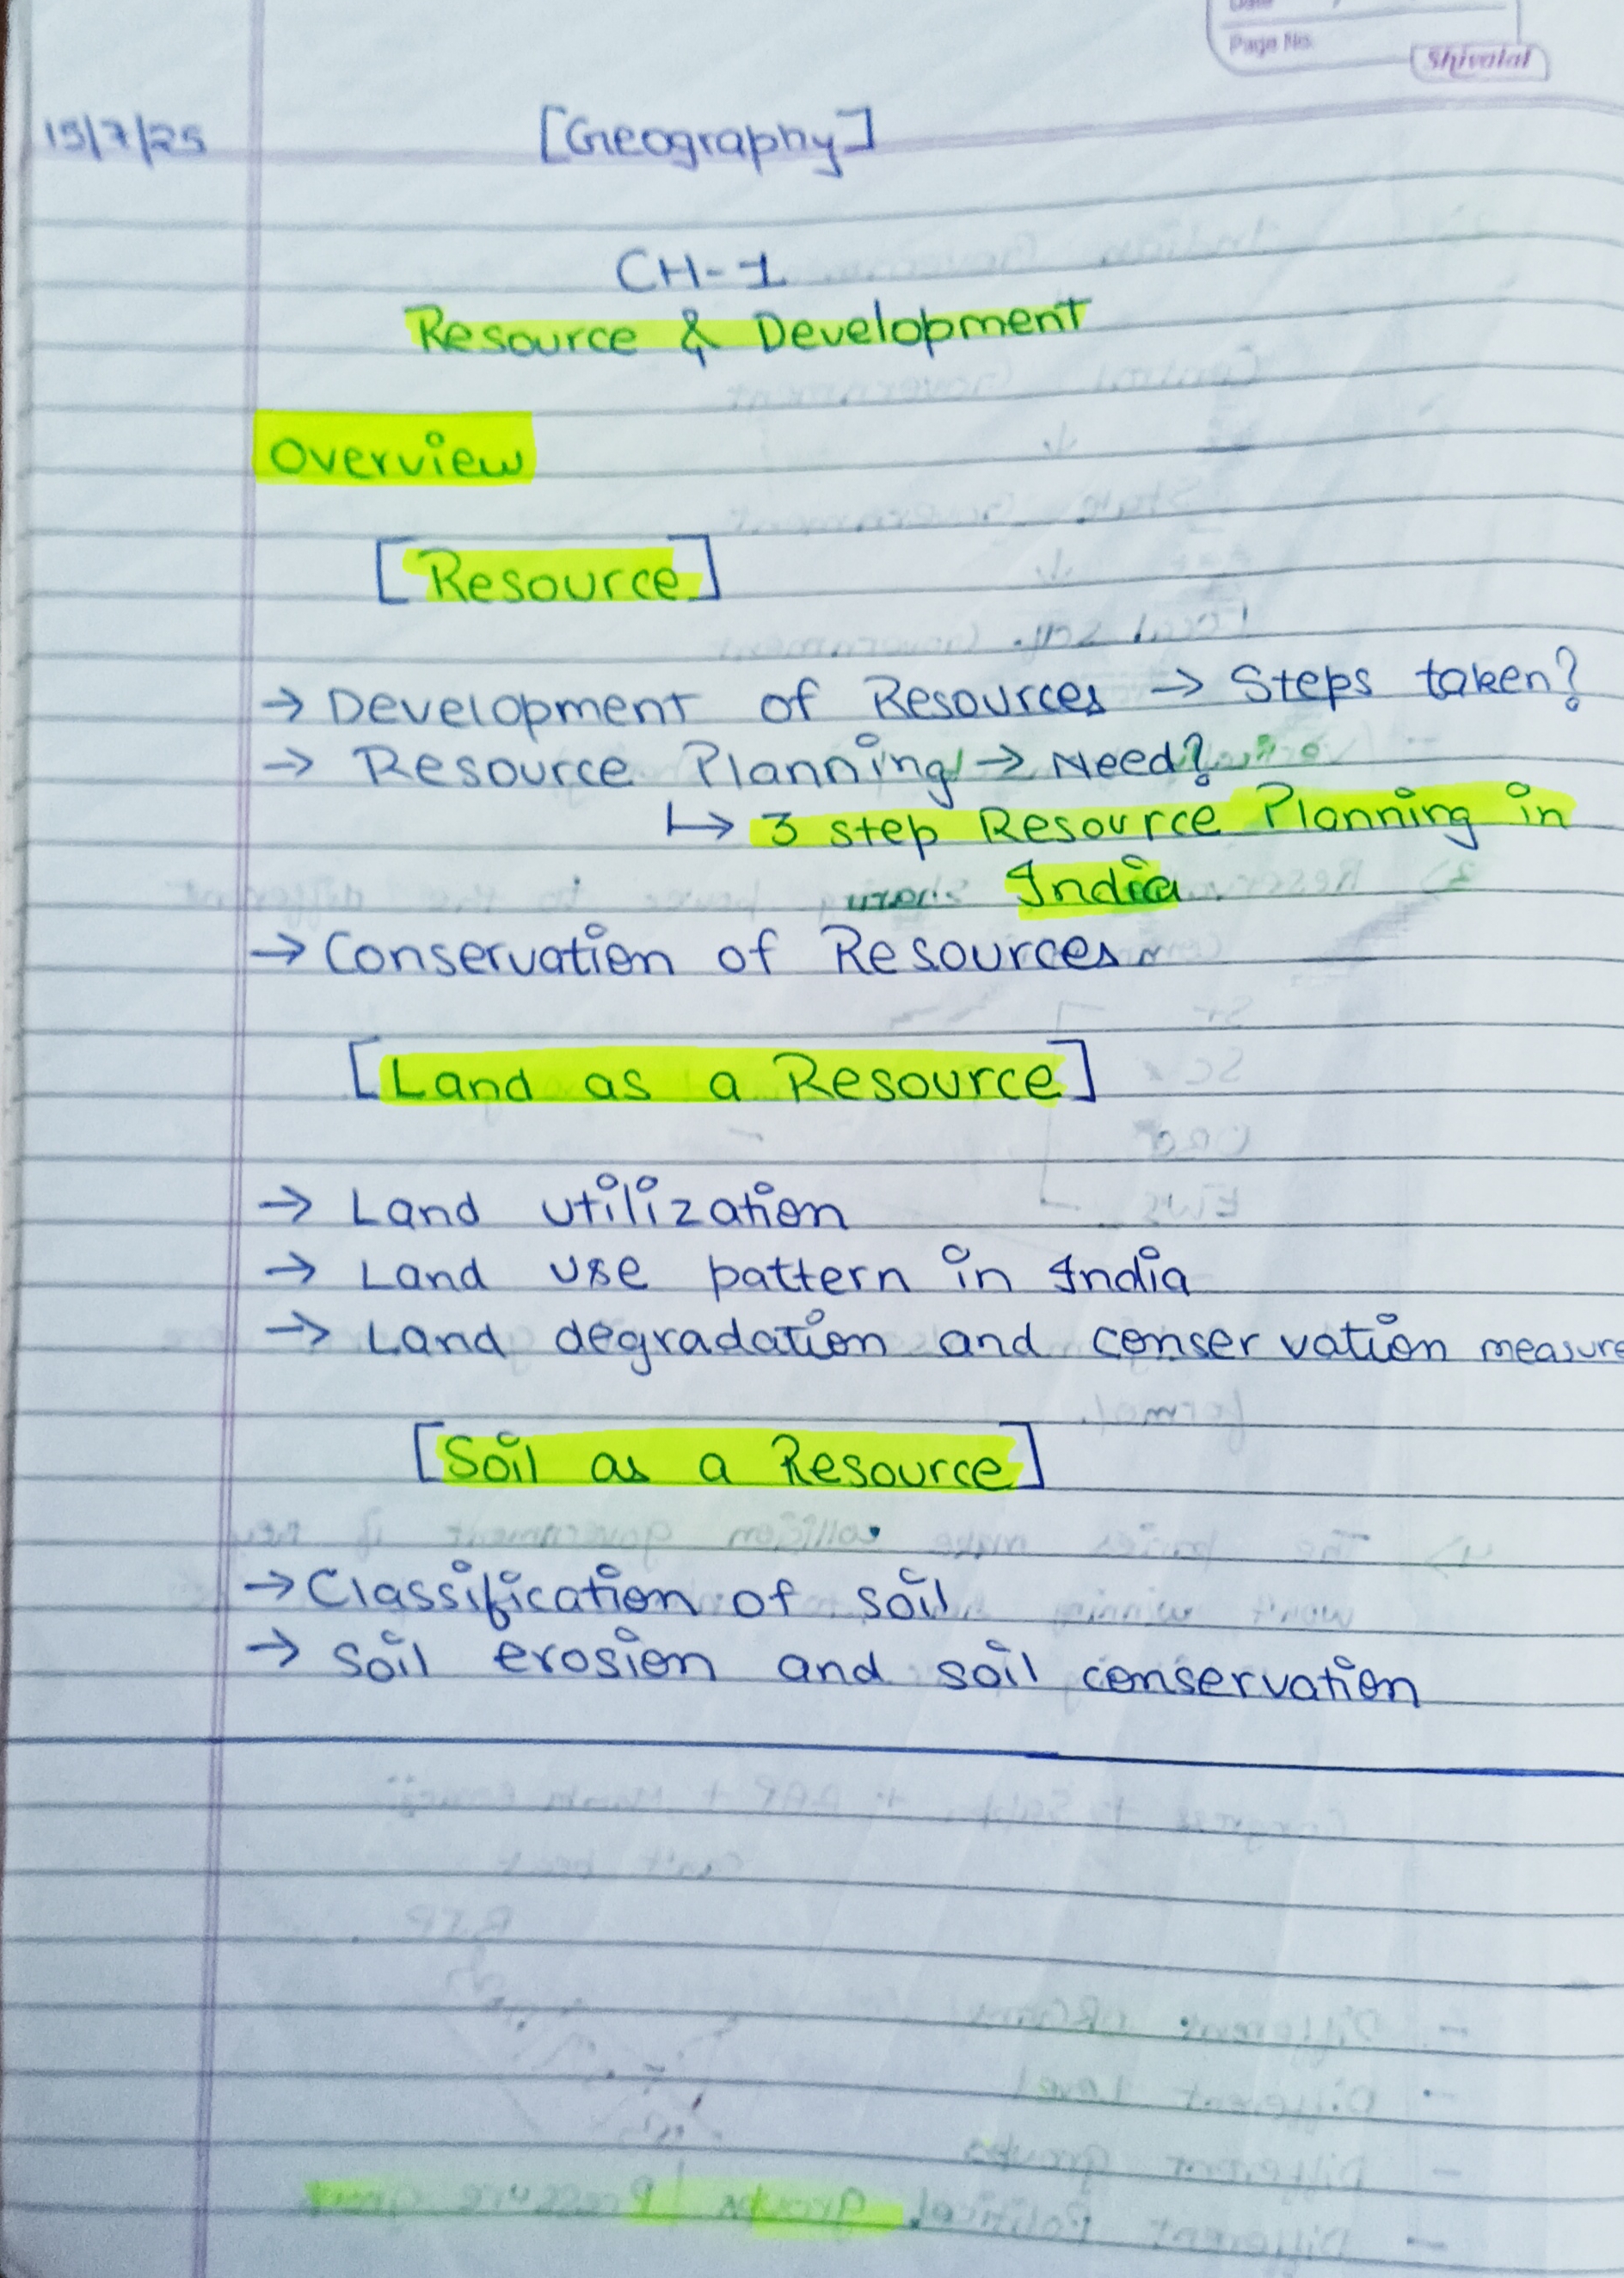 Page No.
Shivalal
15/7/25 [Geography]
CH-1
Resource & Development
Overview
[Resource]
→ Development of Resources → Steps taken?
→ Resource Planning → Need?
↳ 3 step Resource Planning in
India
→ Conservation of Resources
[Land as a Resource]
→ Land utilization
→ Land use pattern in India
→ Land degradation and conservation measure
[Soil as a Resource]
→ Classification of soil
→ Soil erosion and soil conservation